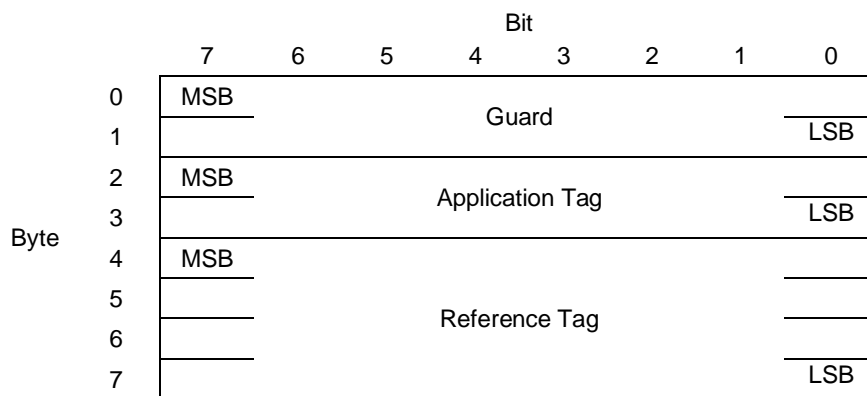 Bit
7 6 5 4 3 2 1 0
0 MSB
Guard
1 LSB
2 MSB
Application Tag
3 LSB
Byte
4 MSB
5
Reference Tag
6
7 LSB